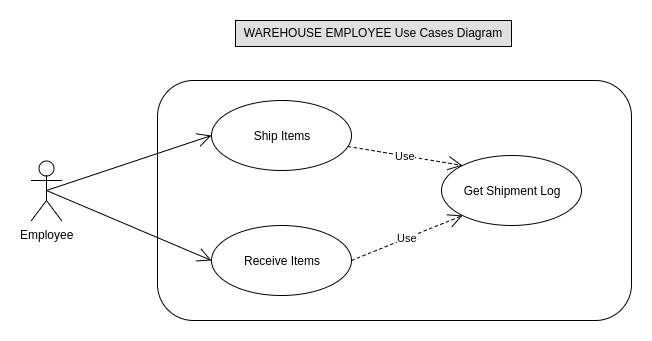 WAREHOUSE EMPLOYEE Use Cases Diagram
Ship Items
Use
Get Shipment Log
Employee
Use
Receive Items